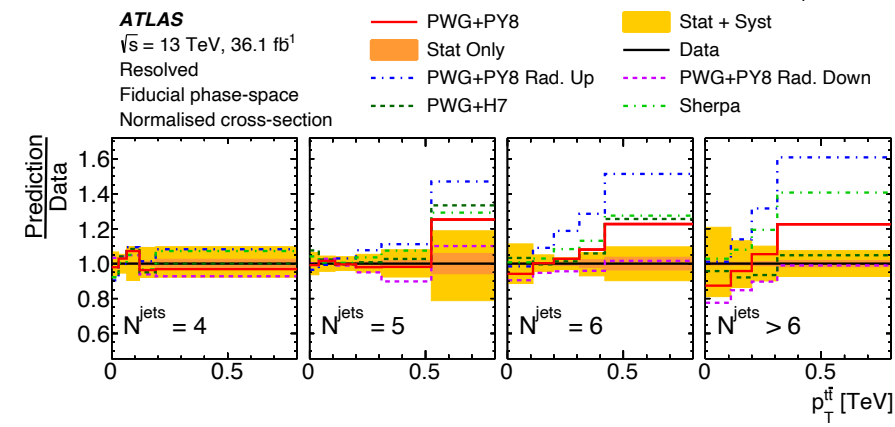 ATLAS
√s = 13 TeV, 36.1 fb⁻¹
Resolved
Fiducial phase-space
Normalised cross-section
PWG+PY8
Stat Only
PWG+PY8 Rad. Up
PWG+H7
Stat + Syst
Data
PWG+PY8 Rad. Down
Sherpa
Prediction
Data
1.6
1.4
1.2
1.0
0.8
0.6
N^jets = 4
N^jets = 5
N^jets = 6
N^jets > 6
0 0.5 0 0.5 0 0.5 0 0.5
p_T^{tt̄} [TeV]